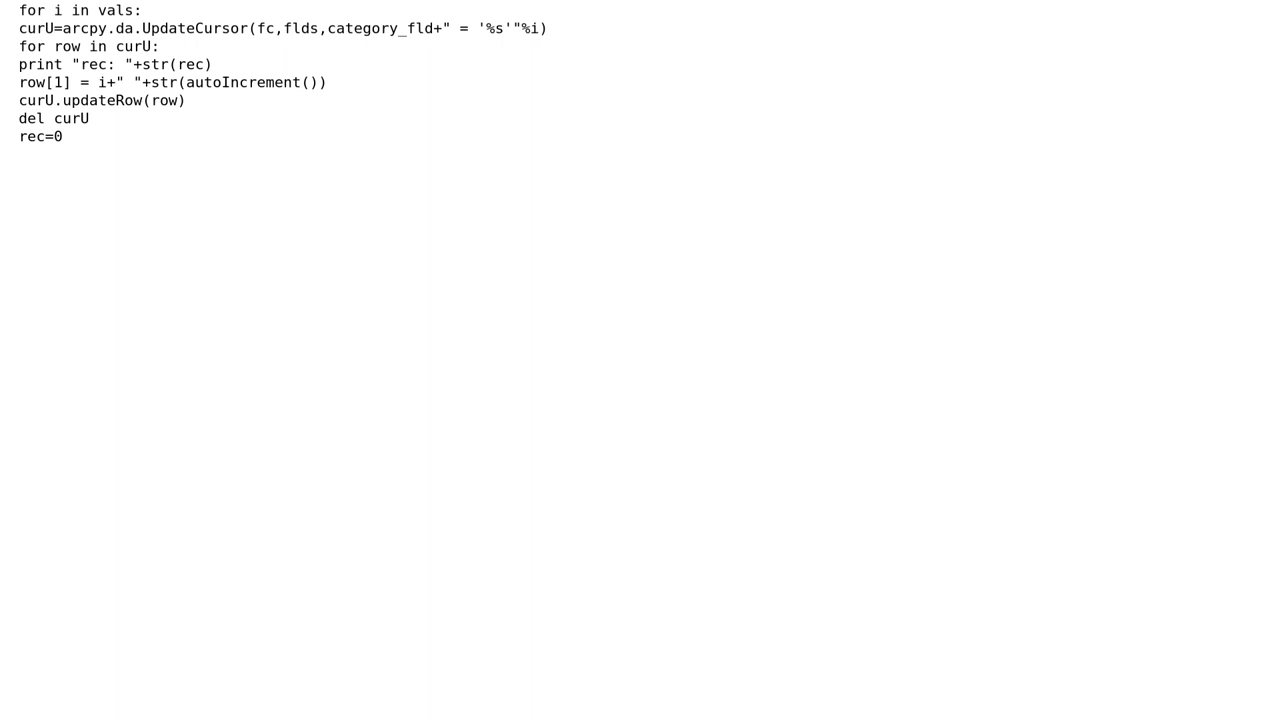 for i in vals:
curU=arcpy.da.UpdateCursor(fc,flds,category_fld+" = '%s'"%i)
for row in curU:
print "rec: "+str(rec)
row[1] = i+" "+str(autoIncrement())
curU.updateRow(row)
del curU
rec=0